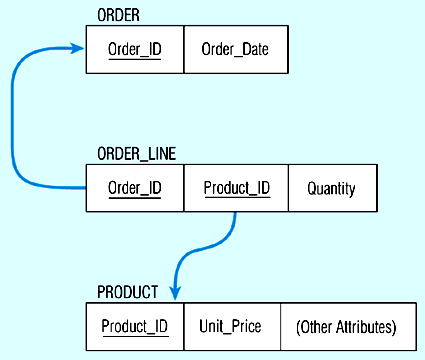 ORDER
Order_ID Order_Date
ORDER_LINE
Order_ID Product_ID Quantity
PRODUCT
Product_ID Unit_Price (Other Attributes)